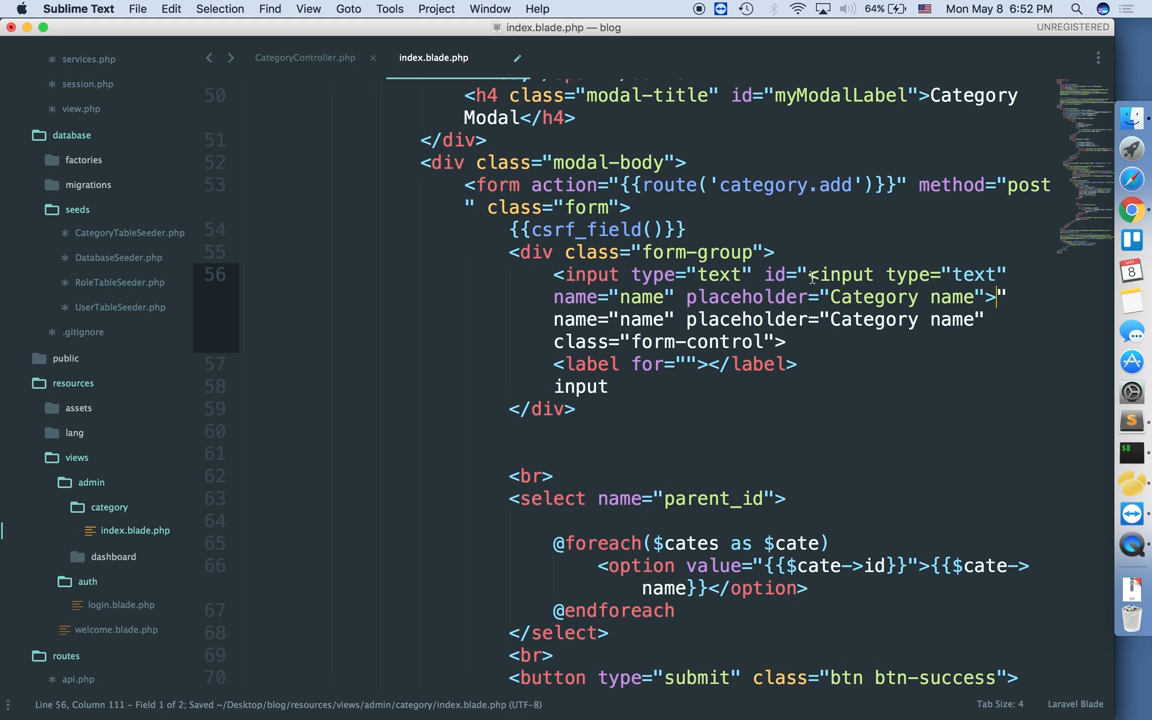 Sublime Text File Edit Selection Find View Goto Tools Project Window Help 64% Mon May 8 6:52 PM
index.blade.php — blog UNREGISTERED
services.php
session.php
view.php
database
factories
migrations
seeds
CategoryTableSeeder.php
DatabaseSeeder.php
RoleTableSeeder.php
UserTableSeeder.php
.gitignore
public
resources
assets
lang
views
admin
category
index.blade.php
dashboard
auth
login.blade.php
welcome.blade.php
routes
api.php
CategoryController.php × index.blade.php
50 <h4 class="modal-title" id="myModalLabel">Category
Modal</h4>
51 </div>
52 <div class="modal-body">
53 <form action="{{route('category.add')}}" method="post
" class="form">
54 {{csrf_field()}}
55 <div class="form-group">
56 <input type="text" id="<input type="text"
name="name" placeholder="Category name">"
name="name" placeholder="Category name"
class="form-control">
57 <label for=""></label>
58 input
59 </div>
60
61
62 <br>
63 <select name="parent_id">
64
65 @foreach($cates as $cate)
66 <option value="{{$cate->id}}">{{$cate->
name}}</option>
67 @endforeach
68 </select>
69 <br>
70 <button type="submit" class="btn btn-success">
Line 56, Column 111 - Field 1 of 2; Saved ~/Desktop/blog/resources/views/admin/category/index.blade.php (UTF-8) Tab Size: 4 Laravel Blade